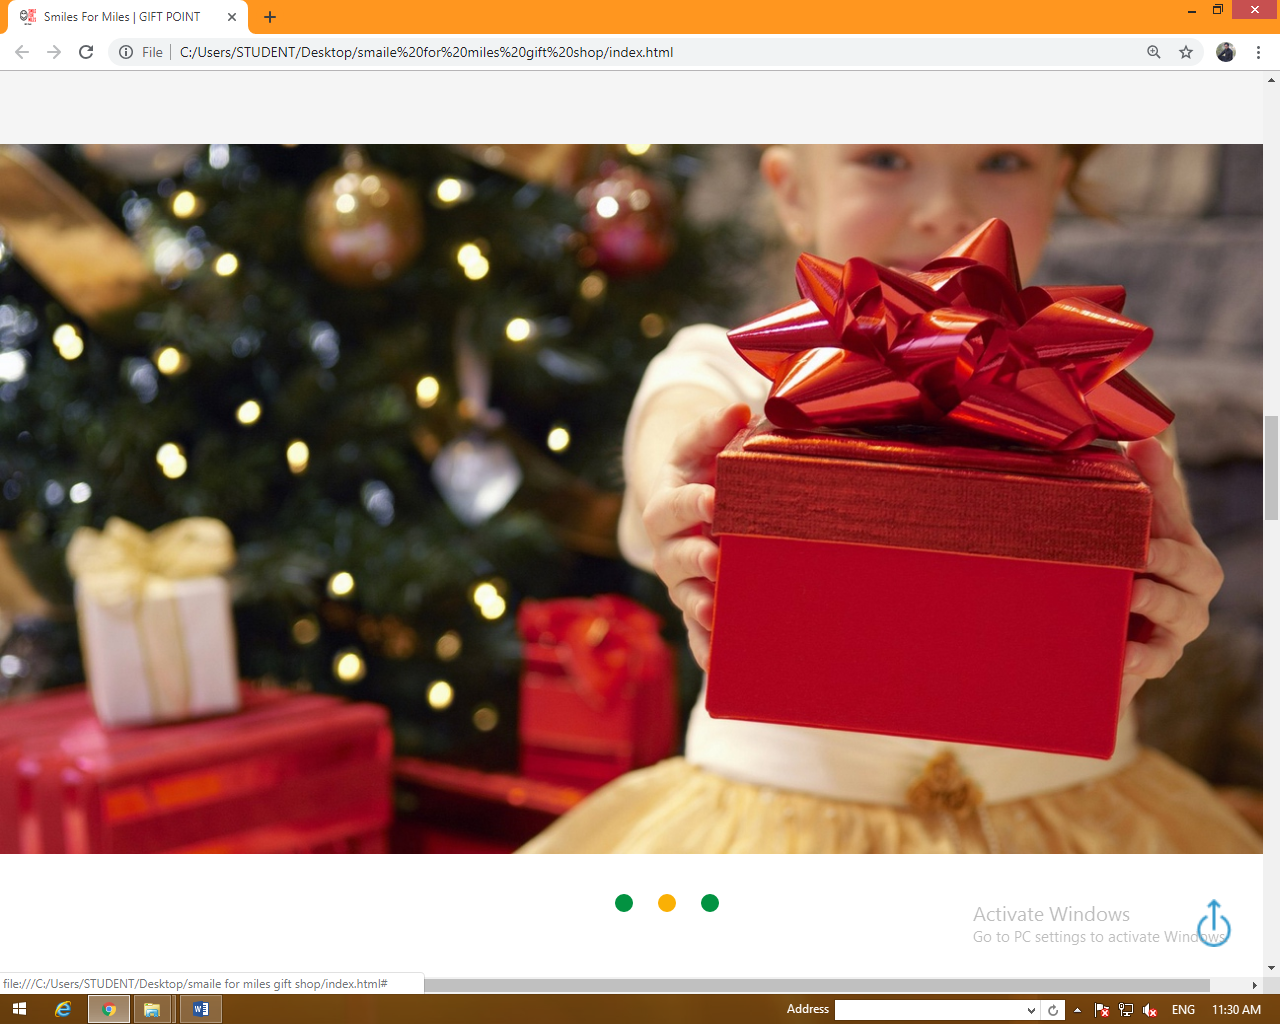 Smiles For Miles | GIFT POINT
File
C:/Users/STUDENT/Desktop/smaile%20for%20miles%20gift%20shop/index.html
Activate Windows
Go to PC settings to activate Windows.
file:///C:/Users/STUDENT/Desktop/smaile for miles gift shop/index.html#
Address
ENG
11:30 AM